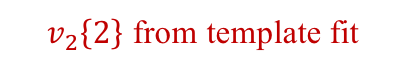 𝑣₂{2} from template fit